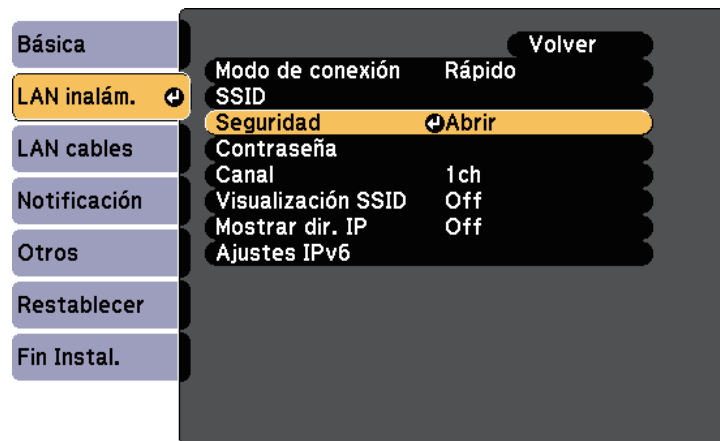 Básica
LAN inalám.
LAN cables
Notificación
Otros
Restablecer
Fin Instal.
Volver
Modo de conexión Rápido
SSID
Seguridad Abrir
Contraseña
Canal 1ch
Visualización SSID Off
Mostrar dir. IP Off
Ajustes IPv6